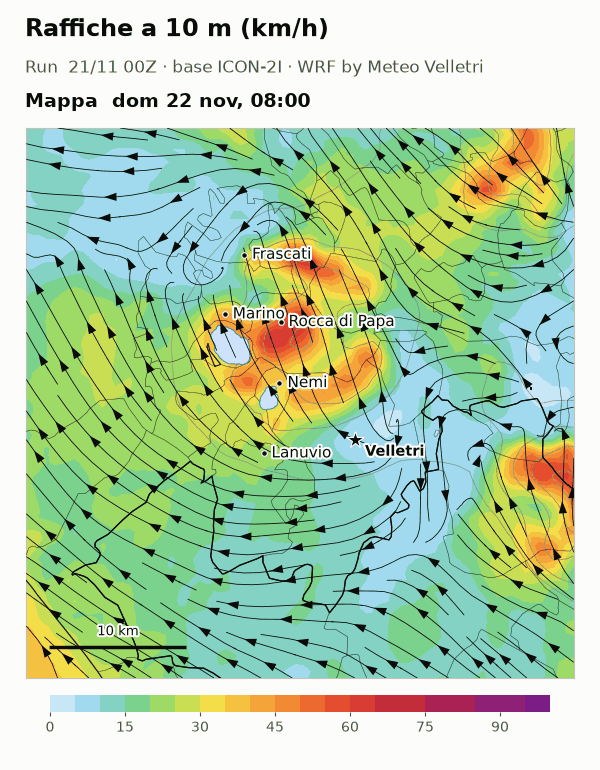 Raffiche a 10 m (km/h)
Run  21/11 00Z · base ICON-2I · WRF by Meteo Velletri
Mappa  dom 22 nov, 08:00
Frascati
Marino
Rocca di Papa
Nemi
Velletri
Lanuvio
10 km
0 15 30 45 60 75 90